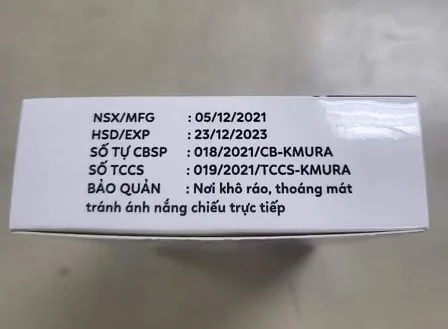 NSX/MFG : 05/12/2021
HSD/EXP : 23/12/2023
SỐ TỰ CBSP : 018/2021/CB-KMURA
SỐ TCCS : 019/2021/TCCS-KMURA
BẢO QUẢN : Nơi khô ráo, thoáng mát
tránh ánh nắng chiếu trực tiếp